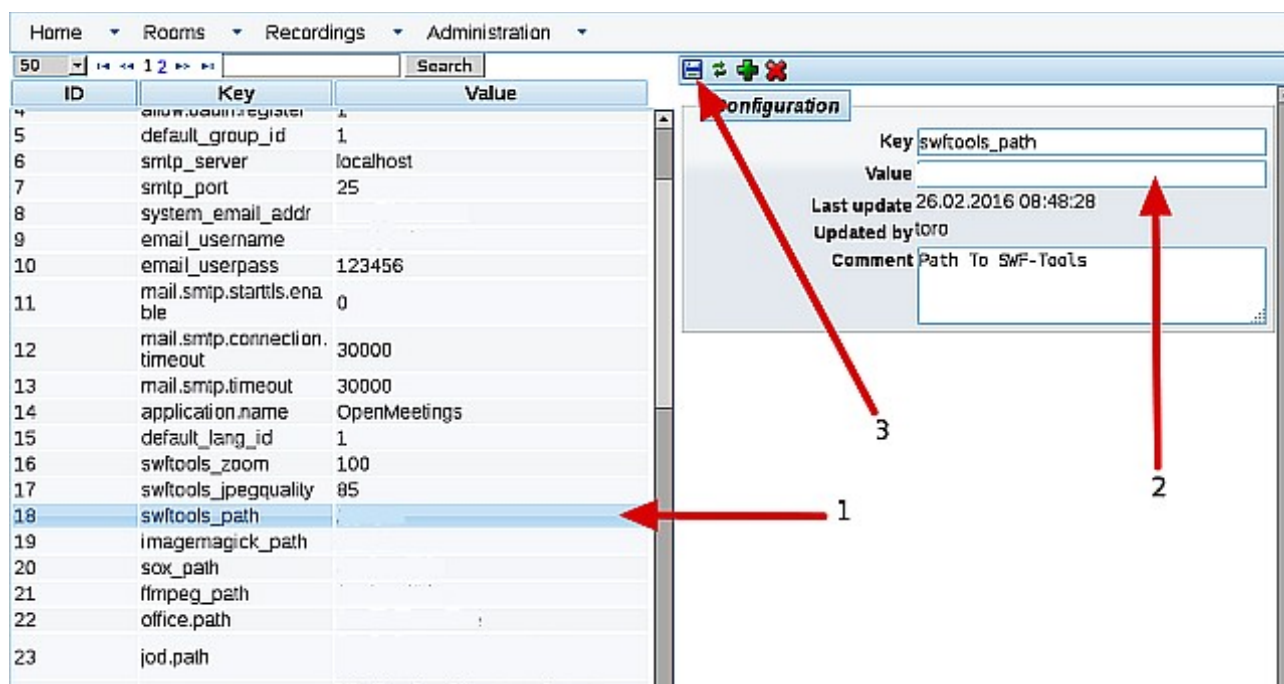 Home Rooms Recordings Administration
50 1 2 Search
ID Key Value
4 allow.oauth.register 1
5 default_group_id 1
6 smtp_server localhost
7 smtp_port 25
8 system_email_addr
9 email_username
10 email_userpass 123456
11 mail.smtp.starttls.ena
ble 0
12 mail.smtp.connection.
timeout 30000
13 mail.smtp.timeout 30000
14 application.name OpenMeetings
15 default_lang_id 1
16 swftools_zoom 100
17 swftools_jpegquality 85
18 swftools_path
19 imagemagick_path
20 sox_path
21 ffmpeg_path
22 office.path
23 jod.path
Configuration
Key swftools_path
Value
Last update 26.02.2016 08:48:28
Updated by toro
Comment Path To SWF-Tools
1
2
3